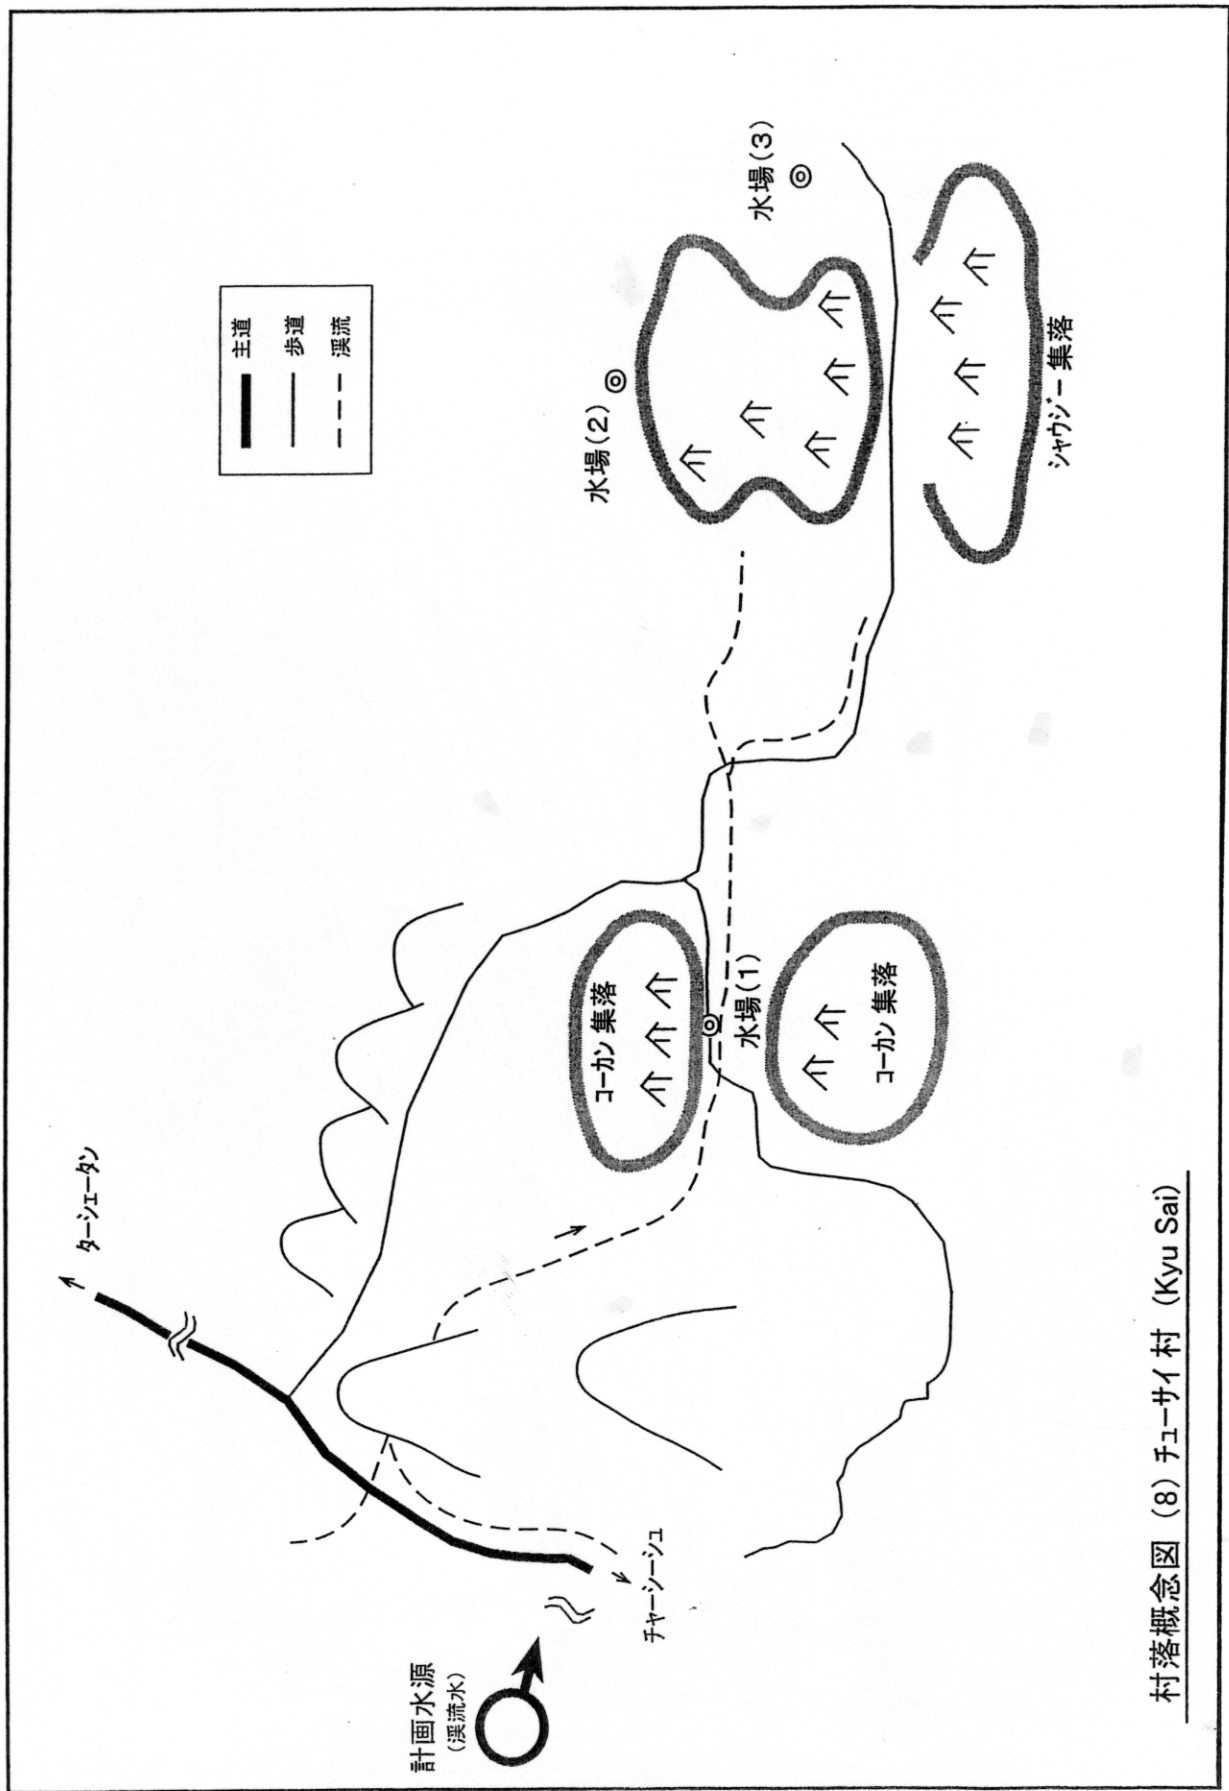 ターシェータン
主道
歩道
渓流
水場(3)
水場(2)
コーカン 集落
水場(1)
コーカン 集落
シャウジー 集落
計画水源
(渓流水)
チャーシーシュ
村落概念図 (8) チューサイ 村 (Kyu Sai)